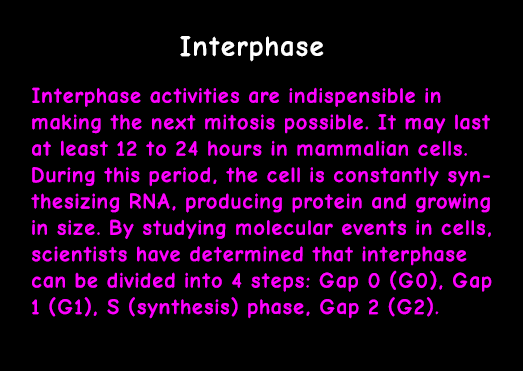 Interphase
Interphase activities are indispensible in
making the next mitosis possible. It may last
at least 12 to 24 hours in mammalian cells.
During this period, the cell is constantly syn-
thesizing RNA, producing protein and growing
in size. By studying molecular events in cells,
scientists have determined that interphase
can be divided into 4 steps: Gap 0 (G0), Gap
1 (G1), S (synthesis) phase, Gap 2 (G2).